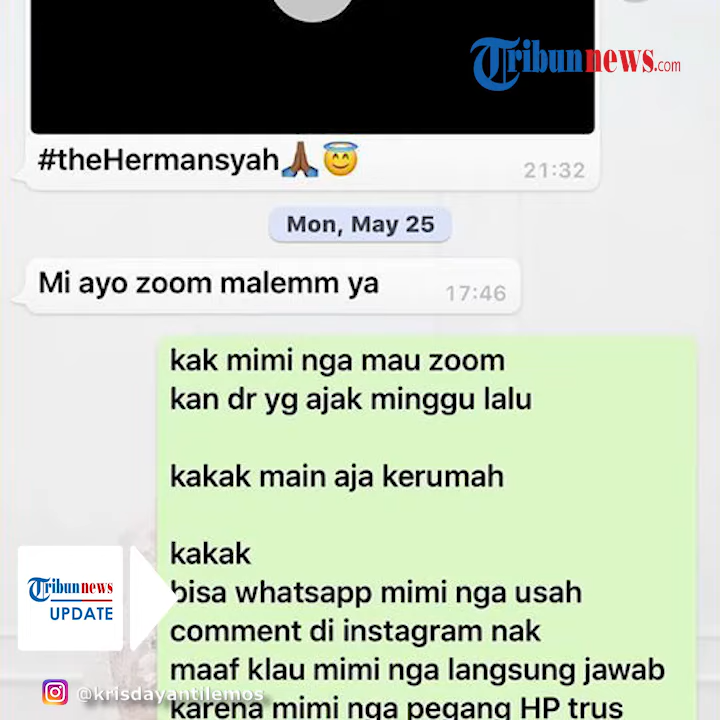 Tribunnews.com
#theHermansyah🙏🏾😇
21:32
Mon, May 25
Mi ayo zoom malemm ya
17:46
kak mimi nga mau zoom
kan dr yg ajak minggu lalu
kakak main aja kerumah
kakak
bisa whatsapp mimi nga usah
comment di instagram nak
maaf klau mimi nga langsung jawab
karena mimi nga pegang HP trus
Tribunnews
UPDATE
@krisdayantilemos